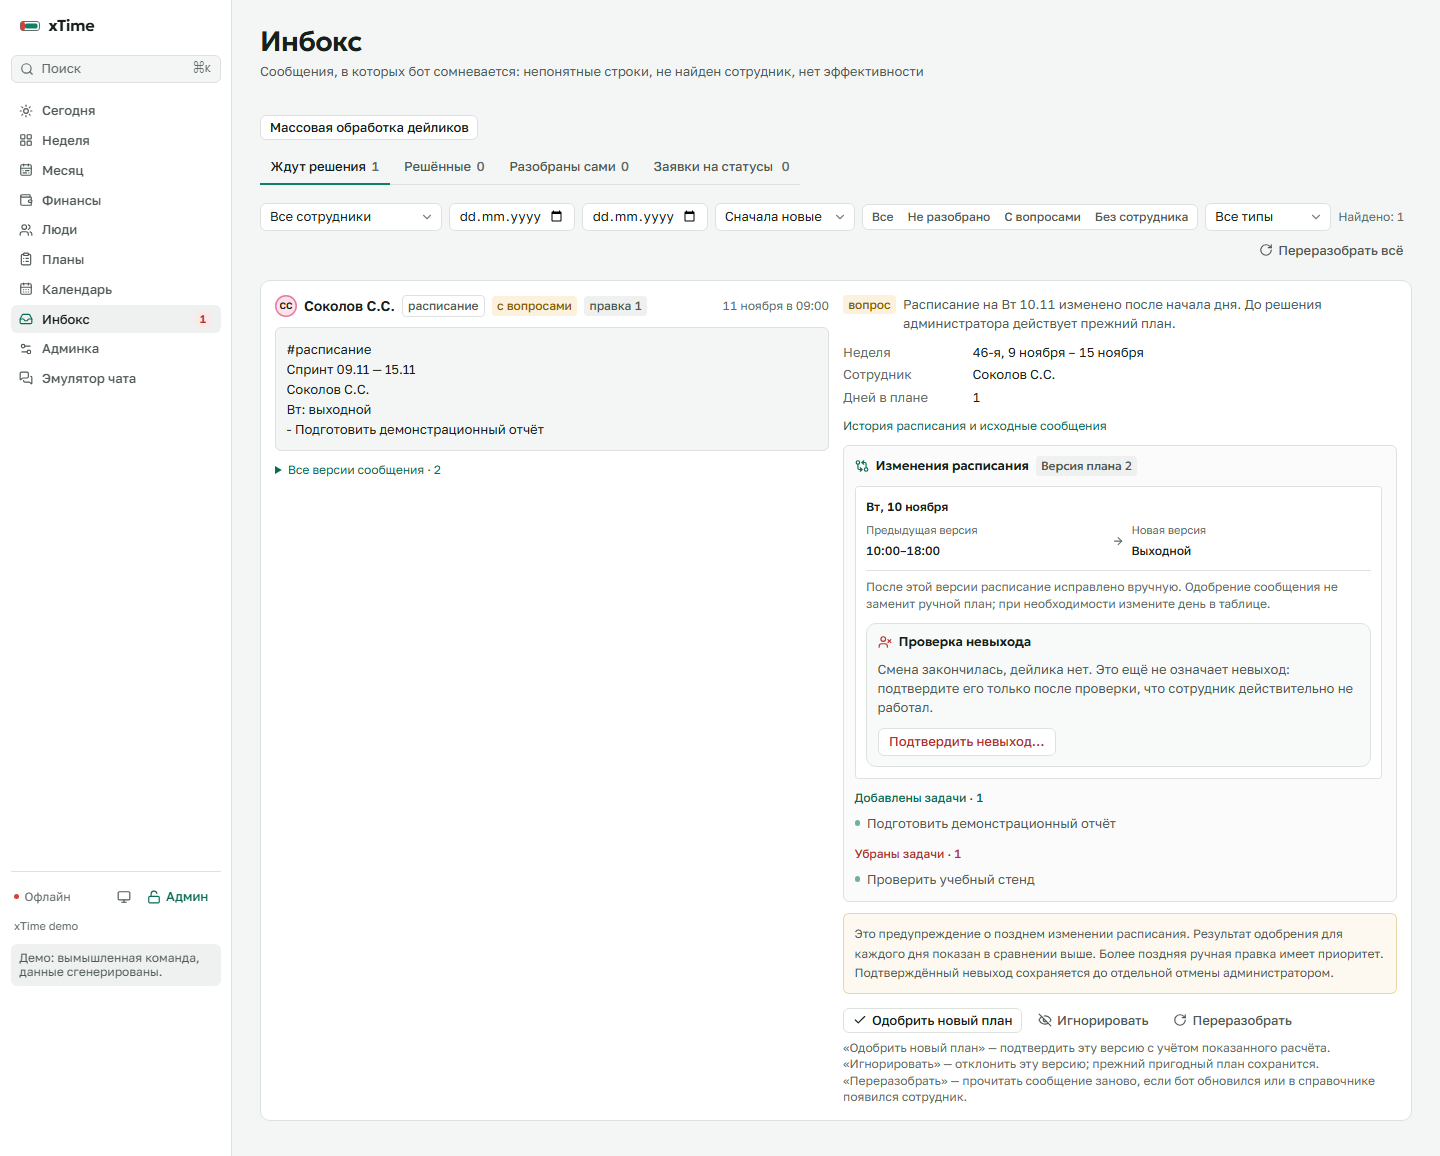 xTime
Поиск ⌘K
Сегодня
Неделя
Месяц
Финансы
Люди
Планы
Календарь
Инбокс 1
Админка
Эмулятор чата
Офлайн
Админ
xTime demo
Демо: вымышленная команда,
данные сгенерированы.
Инбокс
Сообщения, в которых бот сомневается: непонятные строки, не найден сотрудник, нет эффективности
Массовая обработка дейликов
Ждут решения 1 Решённые 0 Разобраны сами 0 Заявки на статусы 0
Все сотрудники dd.mm.yyyy dd.mm.yyyy Сначала новые Все Не разобрано С вопросами Без сотрудника Все типы Найдено: 1
Переразобрать всё
СС Соколов С.С. расписание с вопросами правка 1 11 ноября в 09:00
#расписание
Спринт 09.11 — 15.11
Соколов С.С.
Вт: выходной
- Подготовить демонстрационный отчёт
Все версии сообщения · 2
вопрос Расписание на Вт 10.11 изменено после начала дня. До решения
администратора действует прежний план.
Неделя 46-я, 9 ноября – 15 ноября
Сотрудник Соколов С.С.
Дней в плане 1
История расписания и исходные сообщения
Изменения расписания Версия плана 2
Вт, 10 ноября
Предыдущая версия Новая версия
10:00–18:00 → Выходной
После этой версии расписание исправлено вручную. Одобрение сообщения не
заменит ручной план; при необходимости измените день в таблице.
Проверка невыхода
Смена закончилась, дейлика нет. Это ещё не означает невыход:
подтвердите его только после проверки, что сотрудник действительно не
работал.
Подтвердить невыход...
Добавлены задачи · 1
Подготовить демонстрационный отчёт
Убраны задачи · 1
Проверить учебный стенд
Это предупреждение о позднем изменении расписания. Результат одобрения для
каждого дня показан в сравнении выше. Более поздняя ручная правка имеет приоритет.
Подтверждённый невыход сохраняется до отдельной отмены администратором.
Одобрить новый план Игнорировать Переразобрать
«Одобрить новый план» — подтвердить эту версию с учётом показанного расчёта.
«Игнорировать» — отклонить эту версию; прежний пригодный план сохранится.
«Переразобрать» — прочитать сообщение заново, если бот обновился или в справочнике
появился сотрудник.